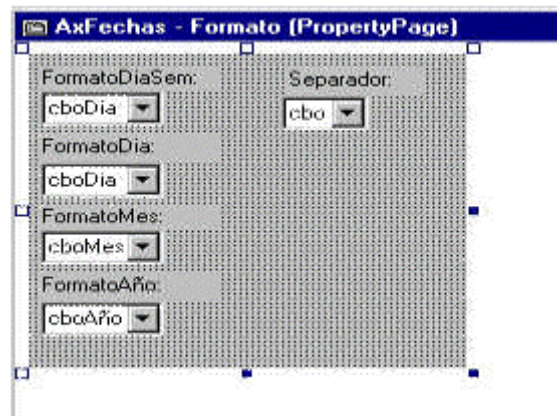 AxFechas - Formato (PropertyPage)
FormatoDiaSem:
cboDia
FormatoDia:
cboDia
FormatoMes:
cboMes
FormatoAño:
cboAño
Separador:
cbo